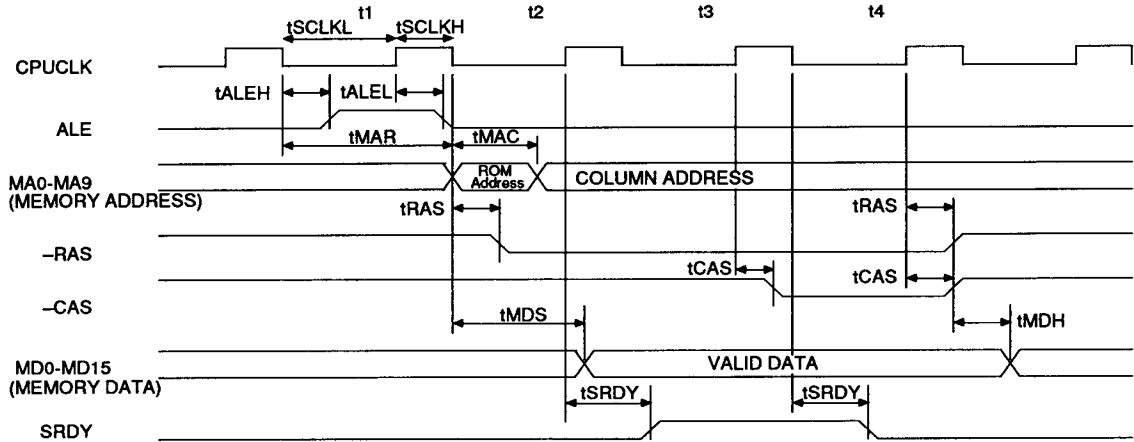 t1 t2 t3 t4
tSCLKL tSCLKH
CPUCLK
tALEH tALEL
ALE
tMAR tMAC
MA0-MA9
(MEMORY ADDRESS)
ROM
Address
COLUMN ADDRESS
tRAS tRAS
–RAS
tCAS tCAS
–CAS
tMDS tMDH
MD0-MD15
(MEMORY DATA)
VALID DATA
tSRDY tSRDY
SRDY